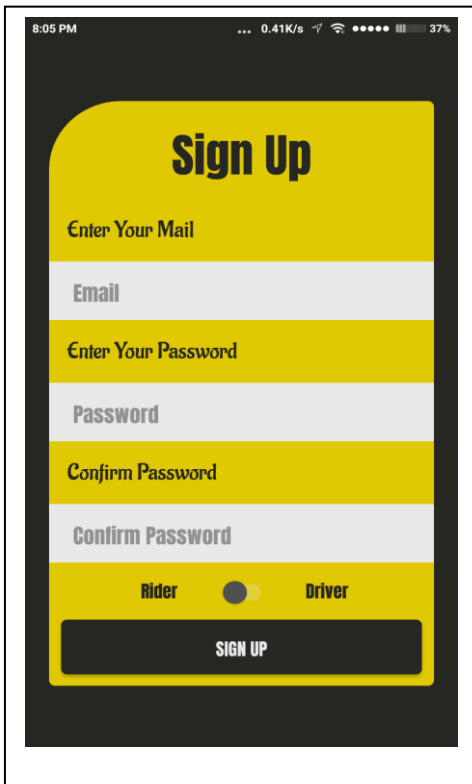 8:05 PM ... 0.41K/s 37%
Sign Up
Enter Your Mail
Email
Enter Your Password
Password
Confirm Password
Confirm Password
Rider Driver
SIGN UP